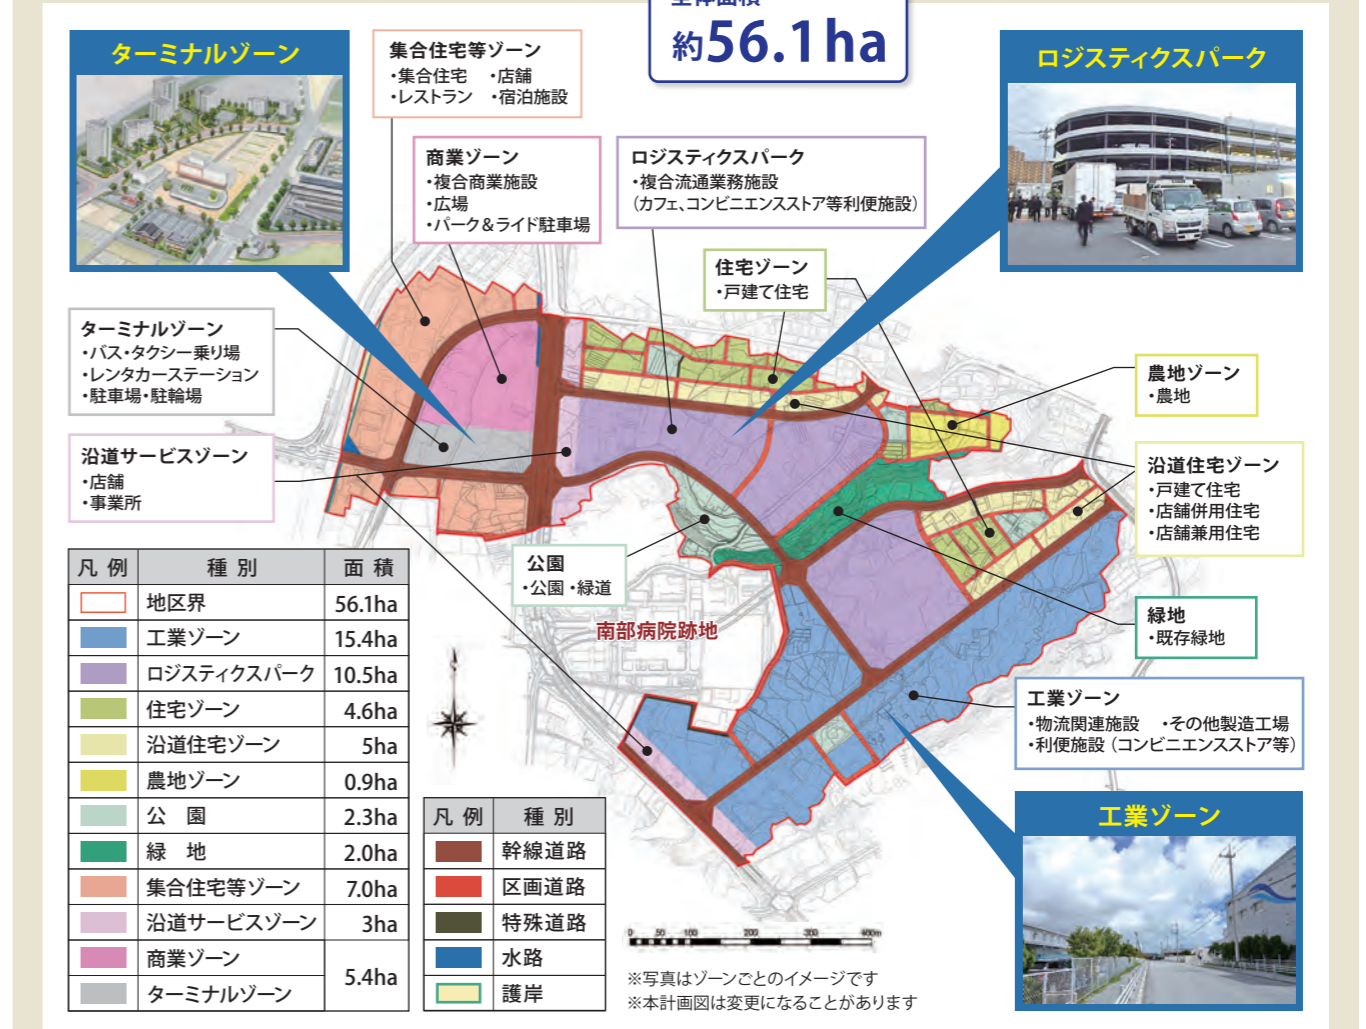 全体面積
約56.1ha
ターミナルゾーン
集合住宅等ゾーン
・集合住宅 ・店舗
・レストラン ・宿泊施設
ロジスティクスパーク
商業ゾーン
・複合商業施設
・広場
・パーク&ライド駐車場
ロジスティクスパーク
・複合流通業務施設
（カフェ、コンビニエンスストア等利便施設）
住宅ゾーン
・戸建て住宅
ターミナルゾーン
・バス・タクシー乗り場
・レンタカーステーション
・駐車場・駐輪場
農地ゾーン
・農地
沿道サービスゾーン
・店舗
・事業所
沿道住宅ゾーン
・戸建て住宅
・店舗併用住宅
・店舗兼用住宅
公園
・公園・緑道
緑地
・既存緑地
南部病院跡地
工業ゾーン
・物流関連施設 ・その他製造工場
・利便施設（コンビニエンスストア等）
工業ゾーン
凡例 種別 面積
地区界 56.1ha
工業ゾーン 15.4ha
ロジスティクスパーク 10.5ha
住宅ゾーン 4.6ha
沿道住宅ゾーン 5ha
農地ゾーン 0.9ha
公 園 2.3ha
緑 地 2.0ha
集合住宅等ゾーン 7.0ha
沿道サービスゾーン 3ha
商業ゾーン 5.4ha
ターミナルゾーン
凡例 種別
幹線道路
区画道路
特殊道路
水路
護岸
0 50 100 200 300 400m
※写真はゾーンごとのイメージです
※本計画図は変更になることがあります